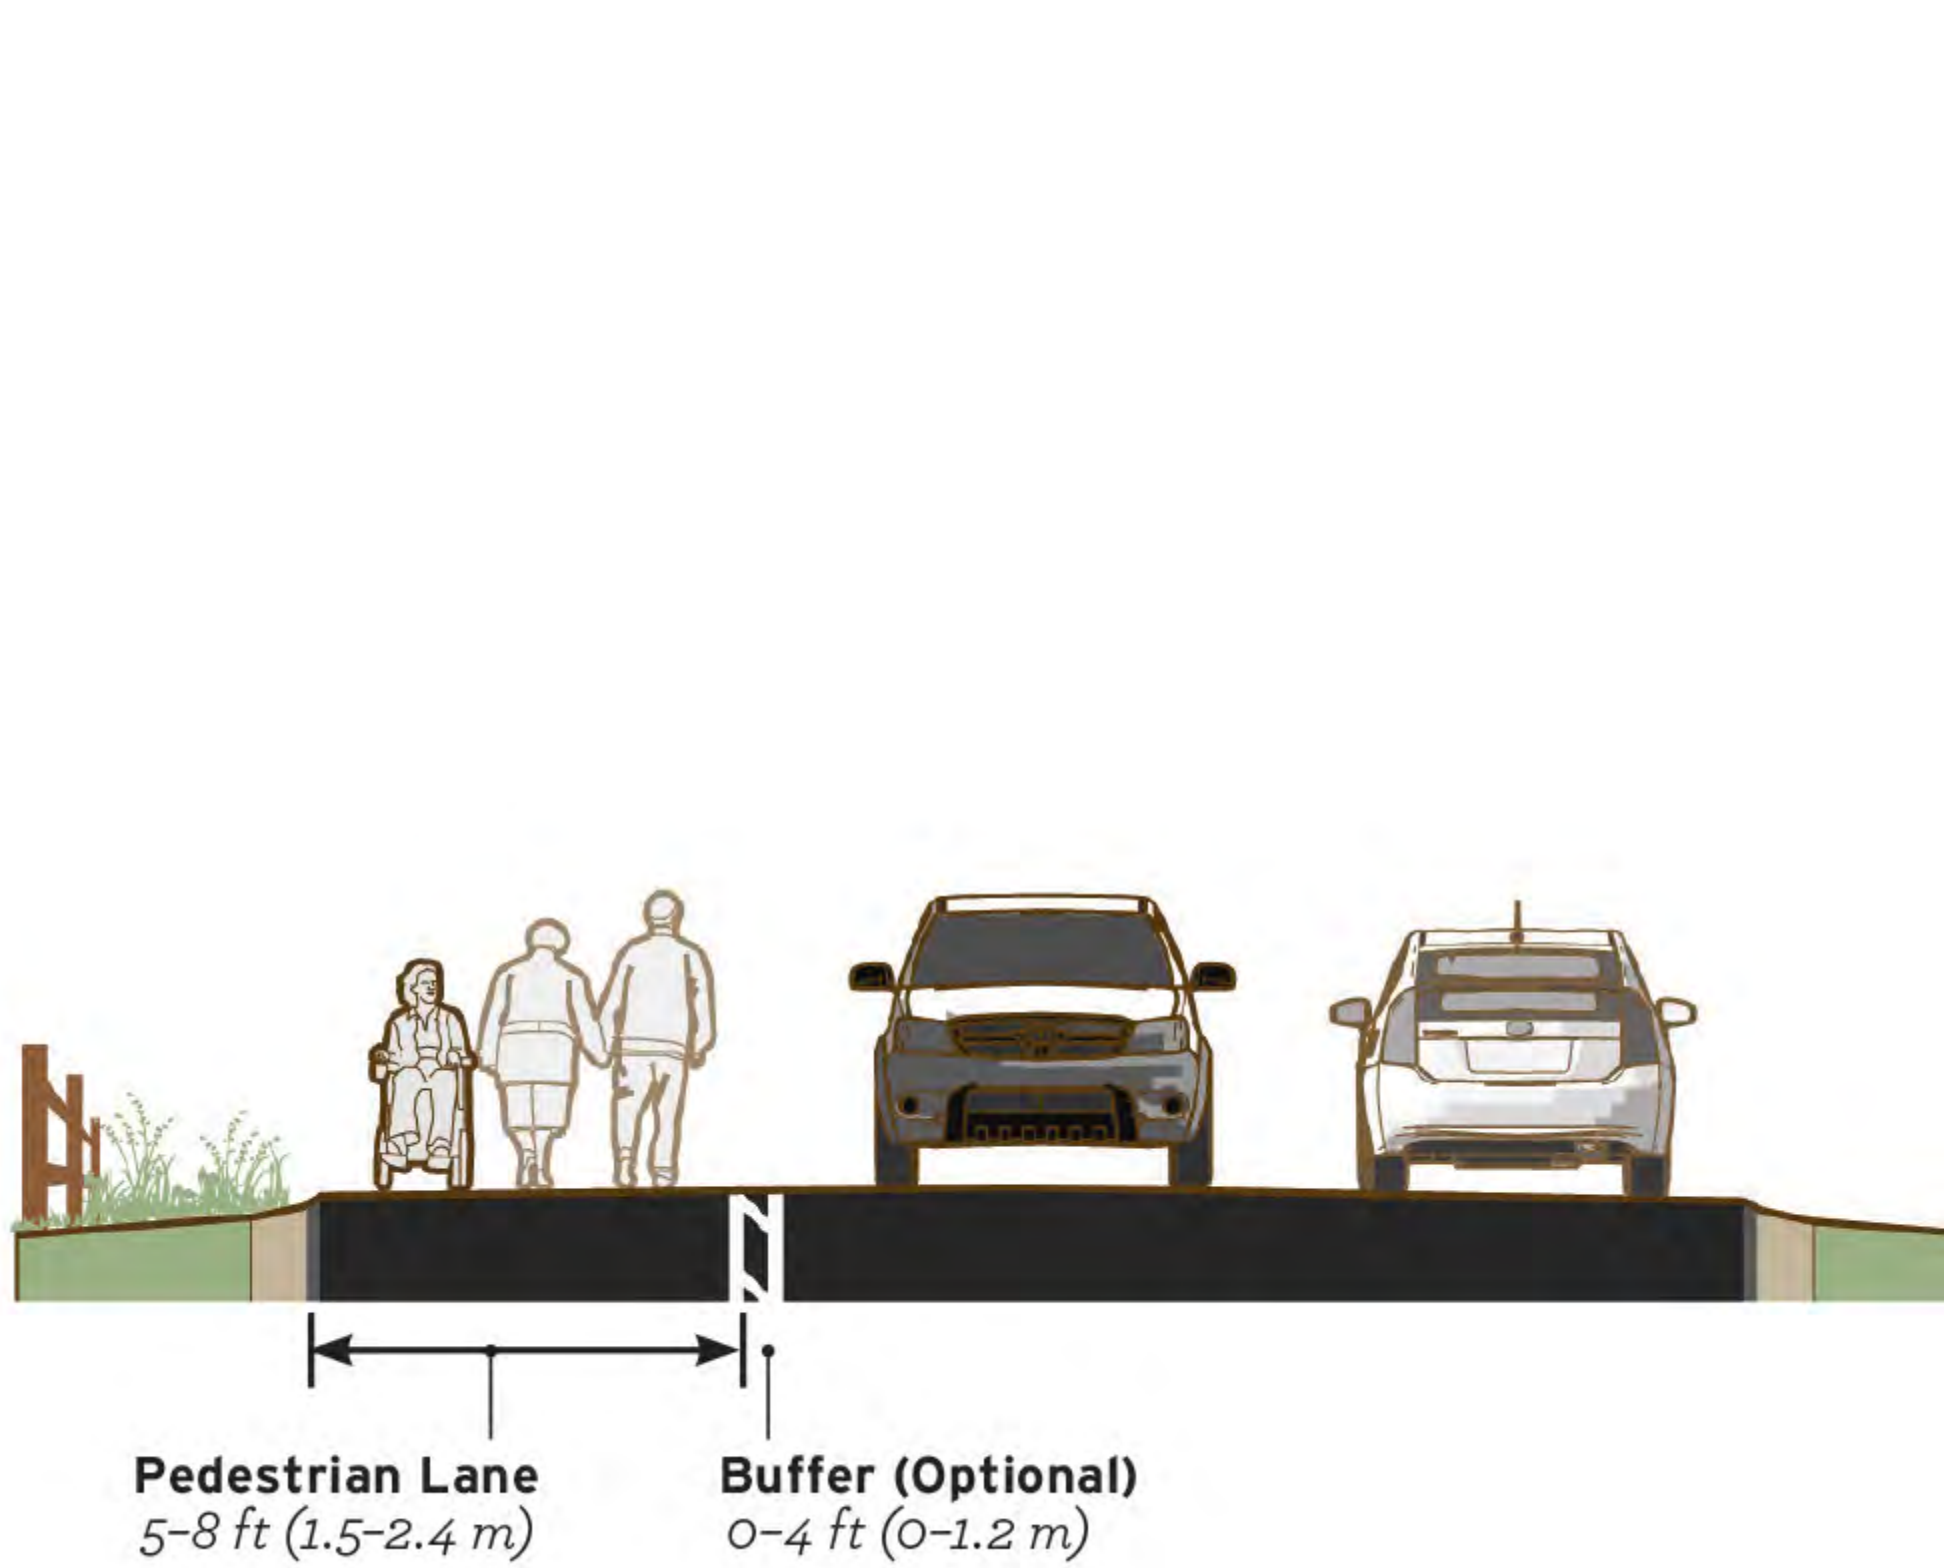 Pedestrian Lane
5–8 ft (1.5–2.4 m)
Buffer (Optional)
0–4 ft (0–1.2 m)